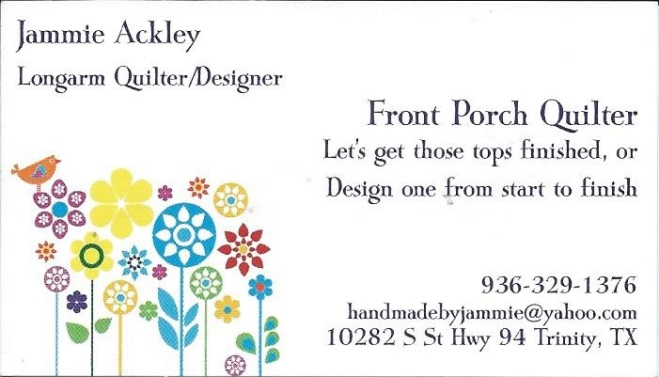 Jammie Ackley
Longarm Quilter/Designer
Front Porch Quilter
Let's get those tops finished, or
Design one from start to finish
936-329-1376
handmadebyjammie@yahoo.com
10282 S St Hwy 94 Trinity, TX